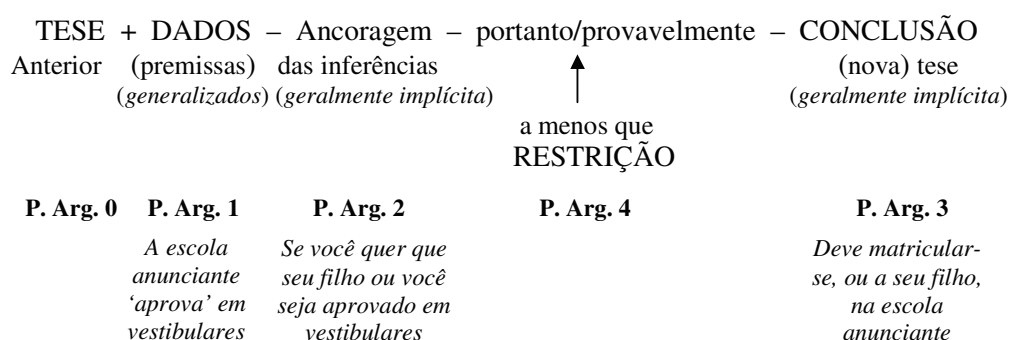 TESE + DADOS – Ancoragem – portanto/provavelmente – CONCLUSÃO
Anterior (premissas) das inferências (nova) tese
(generalizados) (geralmente implícita) (geralmente implícita)
a menos que
RESTRIÇÃO
P. Arg. 0 P. Arg. 1 P. Arg. 2 P. Arg. 4 P. Arg. 3
A escola Se você quer que Deve matricular-
anunciante seu filho ou você se, ou a seu filho,
‘aprova’ em seja aprovado em na escola
vestibulares vestibulares anunciante